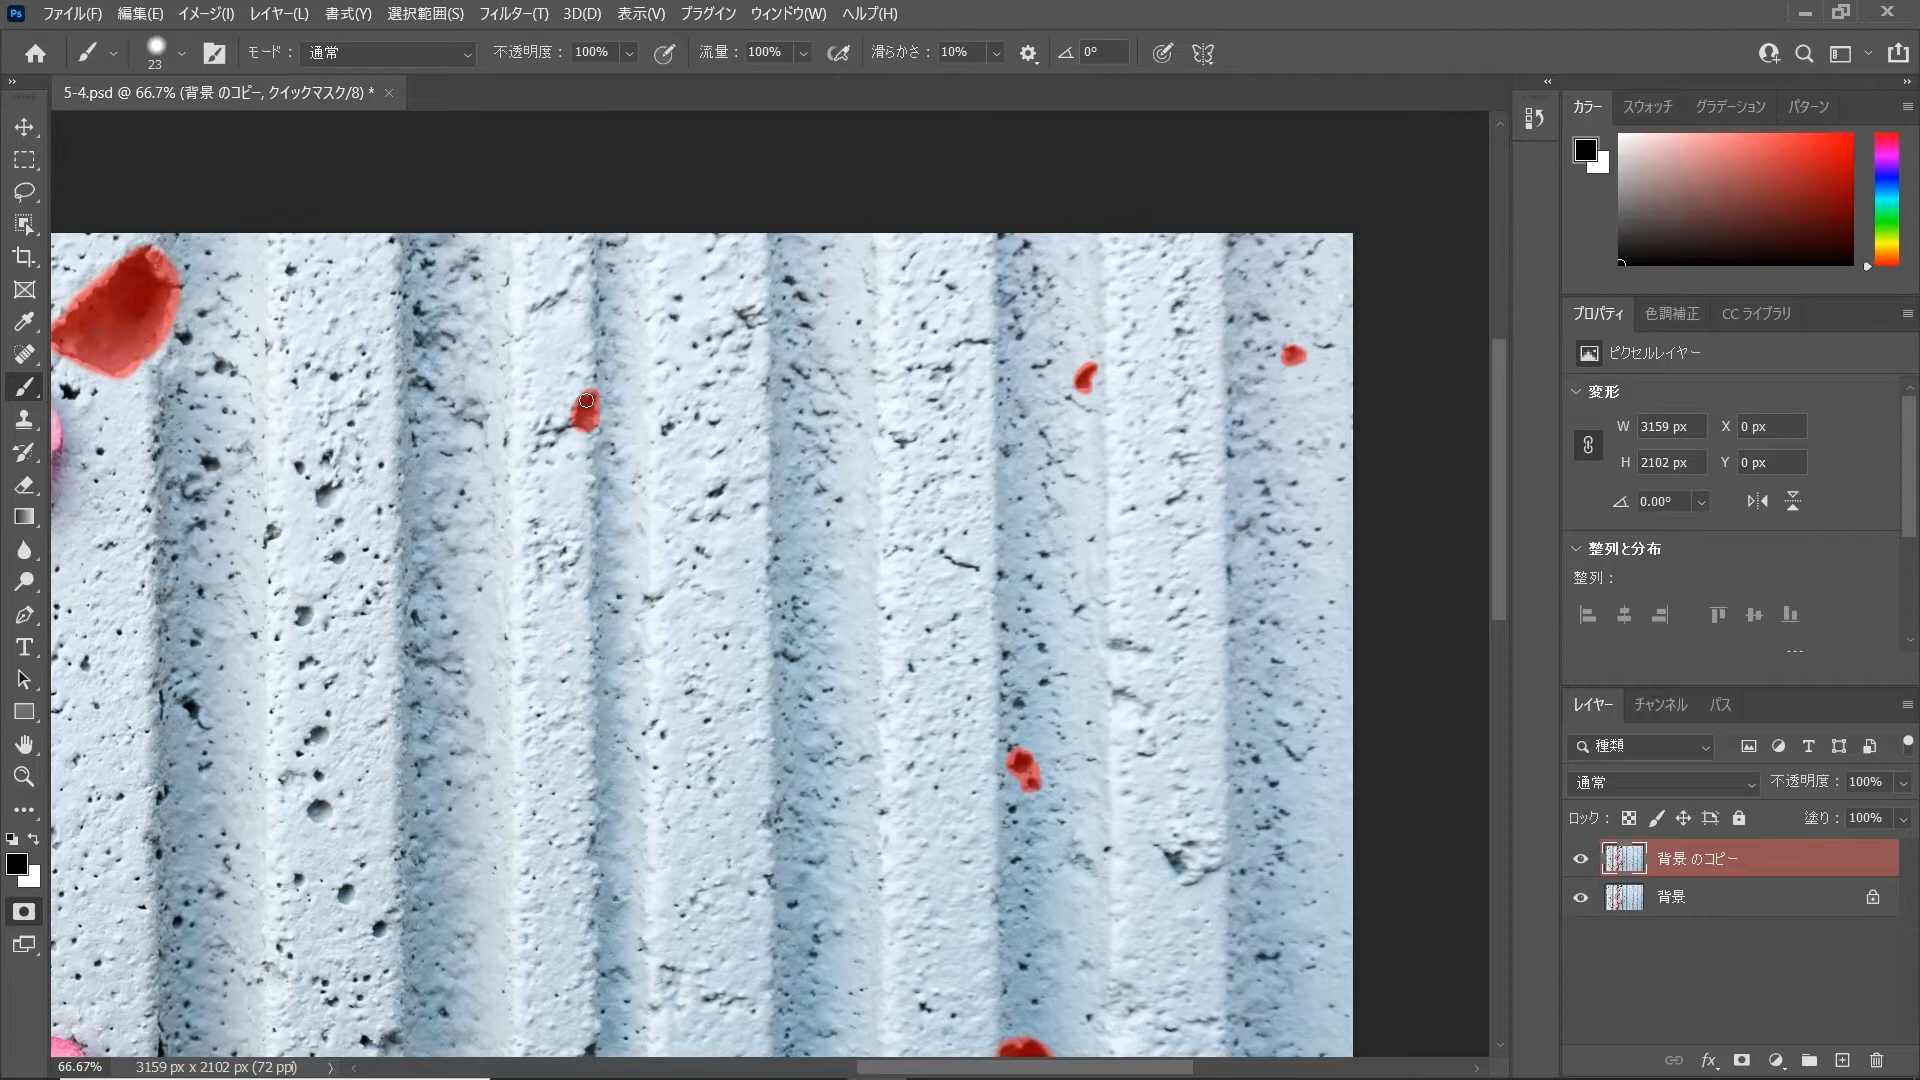 Ps ファイル(F) 編集(E) イメージ(I) レイヤー(L) 書式(Y) 選択範囲(S) フィルター(T) 3D(D) 表示(V) プラグイン ウィンドウ(W) ヘルプ(H)
23 モード： 通常 不透明度： 100% 流量： 100% 滑らかさ： 10% 0°
5-4.psd @ 66.7% (背景 のコピー, クイックマスク/8) *
カラー スウォッチ グラデーション パターン
プロパティ 色調補正 CC ライブラリ
ピクセルレイヤー
変形
W 3159 px X 0 px
H 2102 px Y 0 px
0.00°
整列と分布
整列：
レイヤー チャンネル パス
種類
通常 不透明度： 100%
ロック： 塗り： 100%
背景 のコピー
背景
66.67% 3159 px x 2102 px (72 ppi)
fx